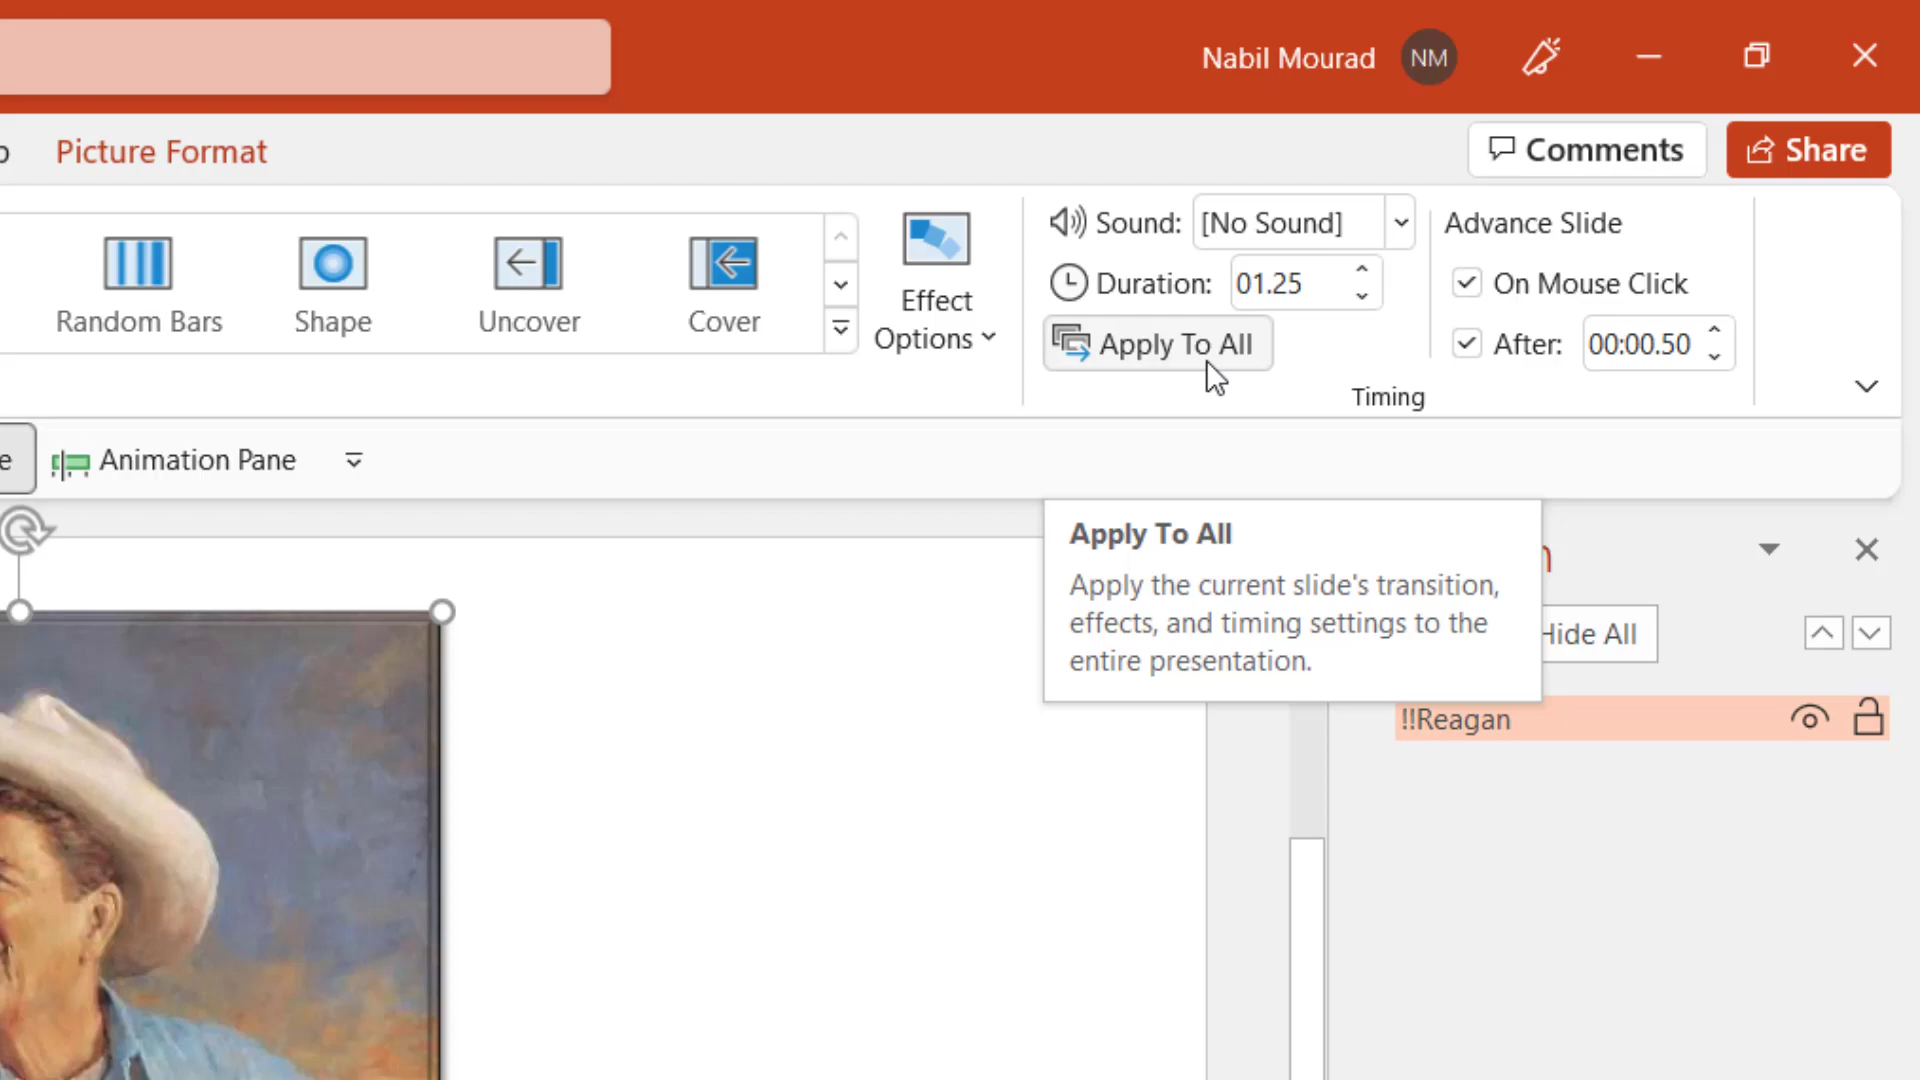 Nabil Mourad NM
Picture Format
Comments
Share
Random Bars
Shape
Uncover
Cover
Effect
Options
Sound: [No Sound]
Duration: 01.25
Apply To All
Advance Slide
On Mouse Click
After: 00:00.50
Timing
Animation Pane
Apply To All
Apply the current slide's transition,
effects, and timing settings to the
entire presentation.
Hide All
!!Reagan